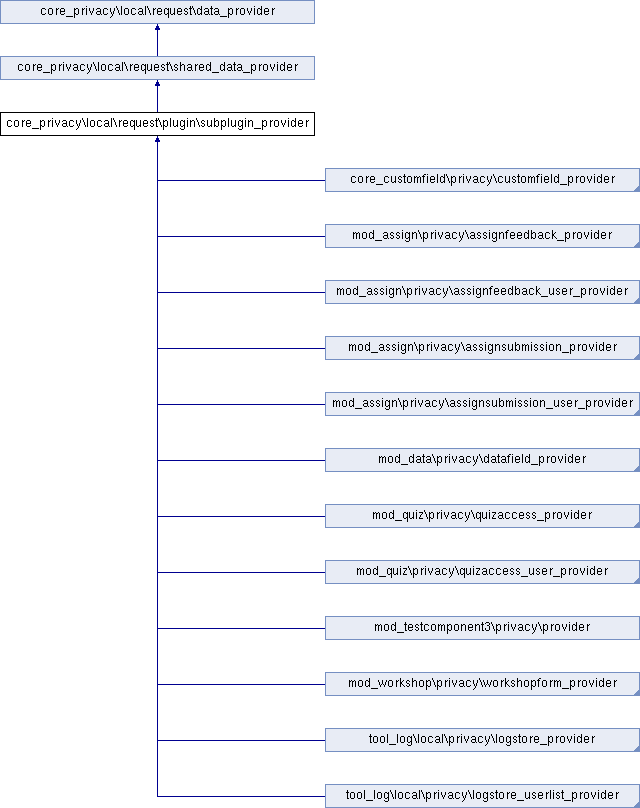 core_privacy\local\request\data_provider
core_privacy\local\request\shared_data_provider
core_privacy\local\request\plugin\subplugin_provider
core_customfield\privacy\customfield_provider
mod_assign\privacy\assignfeedback_provider
mod_assign\privacy\assignfeedback_user_provider
mod_assign\privacy\assignsubmission_provider
mod_assign\privacy\assignsubmission_user_provider
mod_data\privacy\datafield_provider
mod_quiz\privacy\quizaccess_provider
mod_quiz\privacy\quizaccess_user_provider
mod_testcomponent3\privacy\provider
mod_workshop\privacy\workshopform_provider
tool_log\local\privacy\logstore_provider
tool_log\local\privacy\logstore_userlist_provider